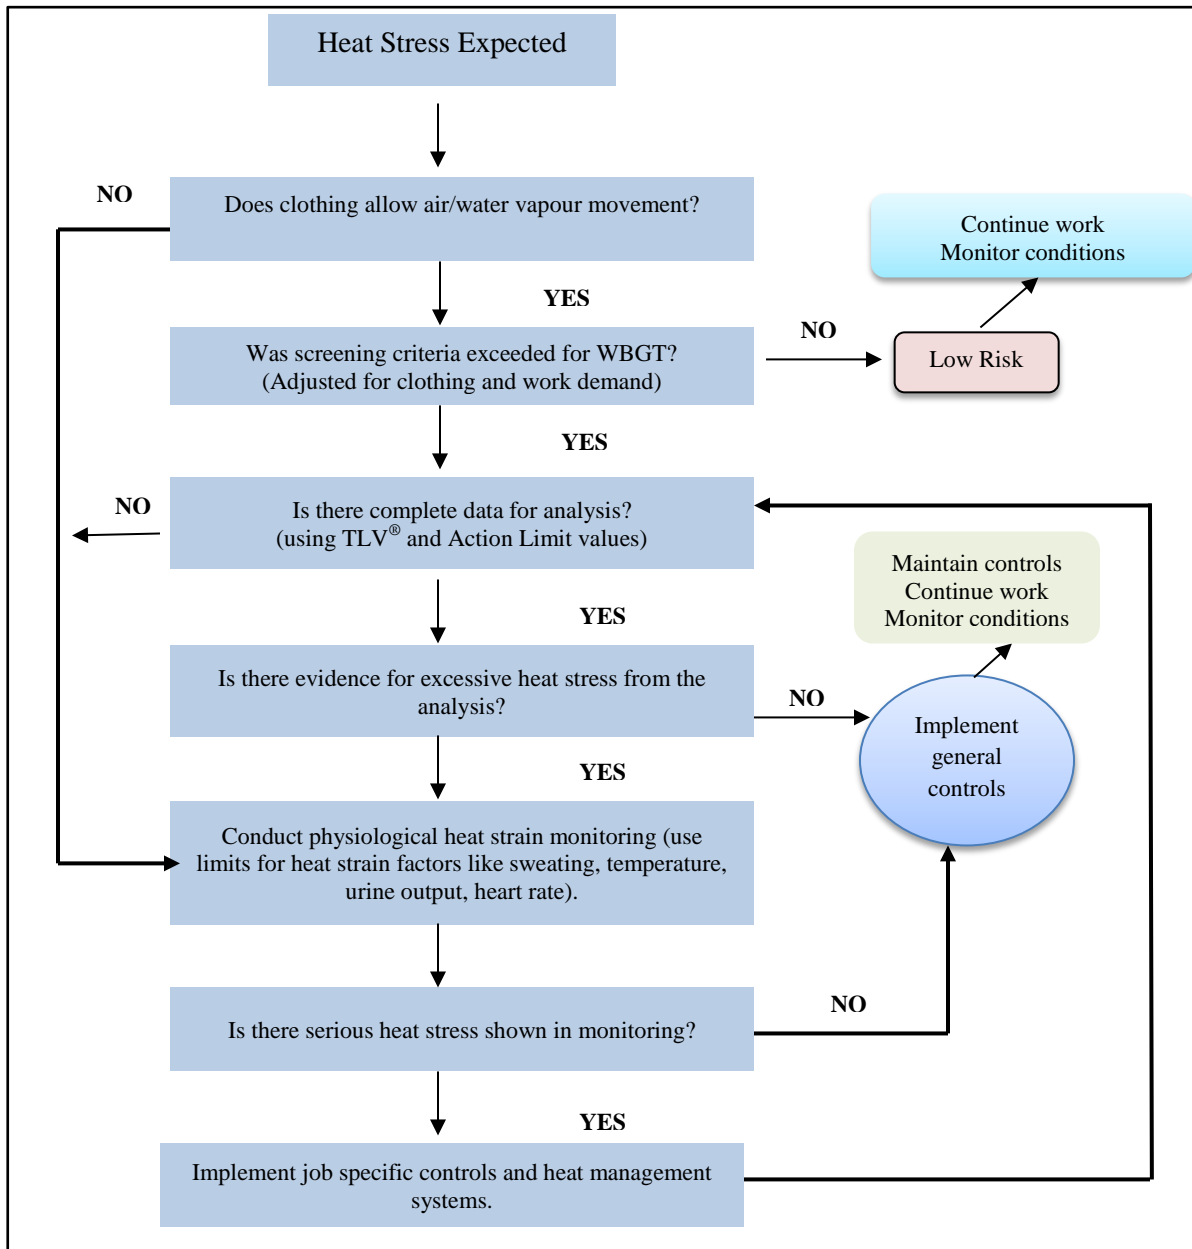 Heat Stress Expected
NO
Does clothing allow air/water vapour movement?
Continue work
Monitor conditions
YES
NO
Was screening criteria exceeded for WBGT?
(Adjusted for clothing and work demand)
Low Risk
YES
NO
Is there complete data for analysis?
(using TLV® and Action Limit values)
Maintain controls
Continue work
Monitor conditions
YES
Is there evidence for excessive heat stress from the
analysis?
NO
Implement
general
controls
YES
Conduct physiological heat strain monitoring (use
limits for heat strain factors like sweating, temperature,
urine output, heart rate).
Is there serious heat stress shown in monitoring?
NO
YES
Implement job specific controls and heat management
systems.